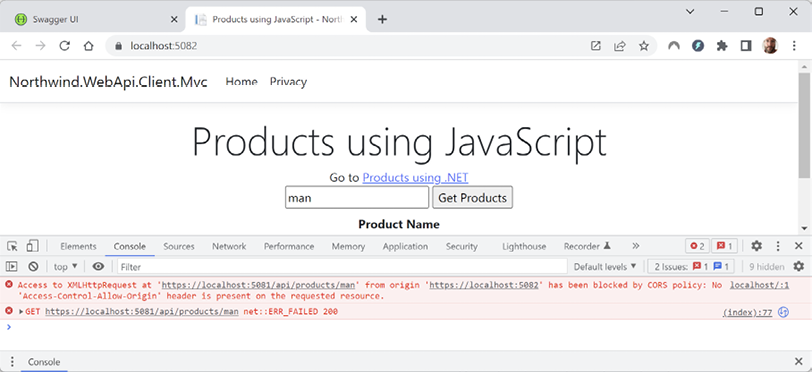 Swagger UI
Products using JavaScript - North
localhost:5082
Northwind.WebApi.Client.Mvc Home Privacy
Products using JavaScript
Go to Products using .NET
man Get Products
Product Name
Elements Console Sources Network Performance Memory Application Security Lighthouse Recorder 2 1
top Filter Default levels 2 Issues: 1 1 9 hidden
Access to XMLHttpRequest at 'https://localhost:5081/api/products/man' from origin 'https://localhost:5082' has been blocked by CORS policy: No localhost/:1
'Access-Control-Allow-Origin' header is present on the requested resource.
GET https://localhost:5081/api/products/man net::ERR_FAILED 200 (index):77
Console